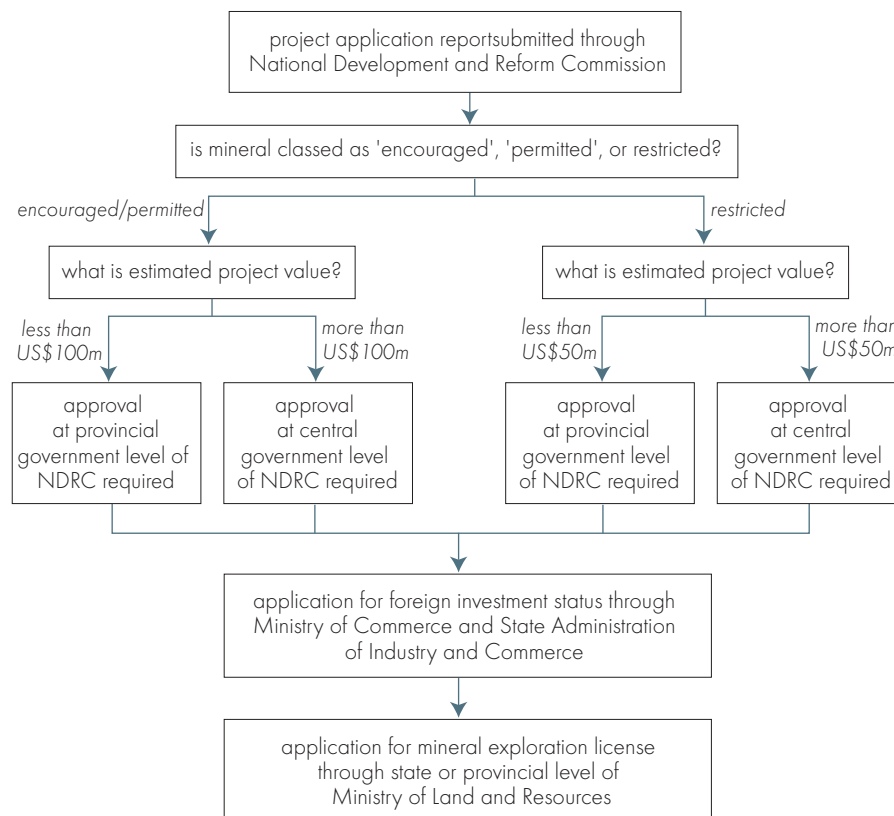 project application reportsubmitted through
National Development and Reform Commission
is mineral classed as 'encouraged', 'permitted', or restricted?
encouraged/permitted
restricted
what is estimated project value?
what is estimated project value?
less than
US$100m
more than
US$100m
less than
US$50m
more than
US$50m
approval
at provincial
government level of
NDRC required
approval
at central
government level
of NDRC required
approval
at provincial
government level
of NDRC required
approval
at central
government level
of NDRC required
application for foreign investment status through
Ministry of Commerce and State Administration
of Industry and Commerce
application for mineral exploration license
through state or provincial level of
Ministry of Land and Resources